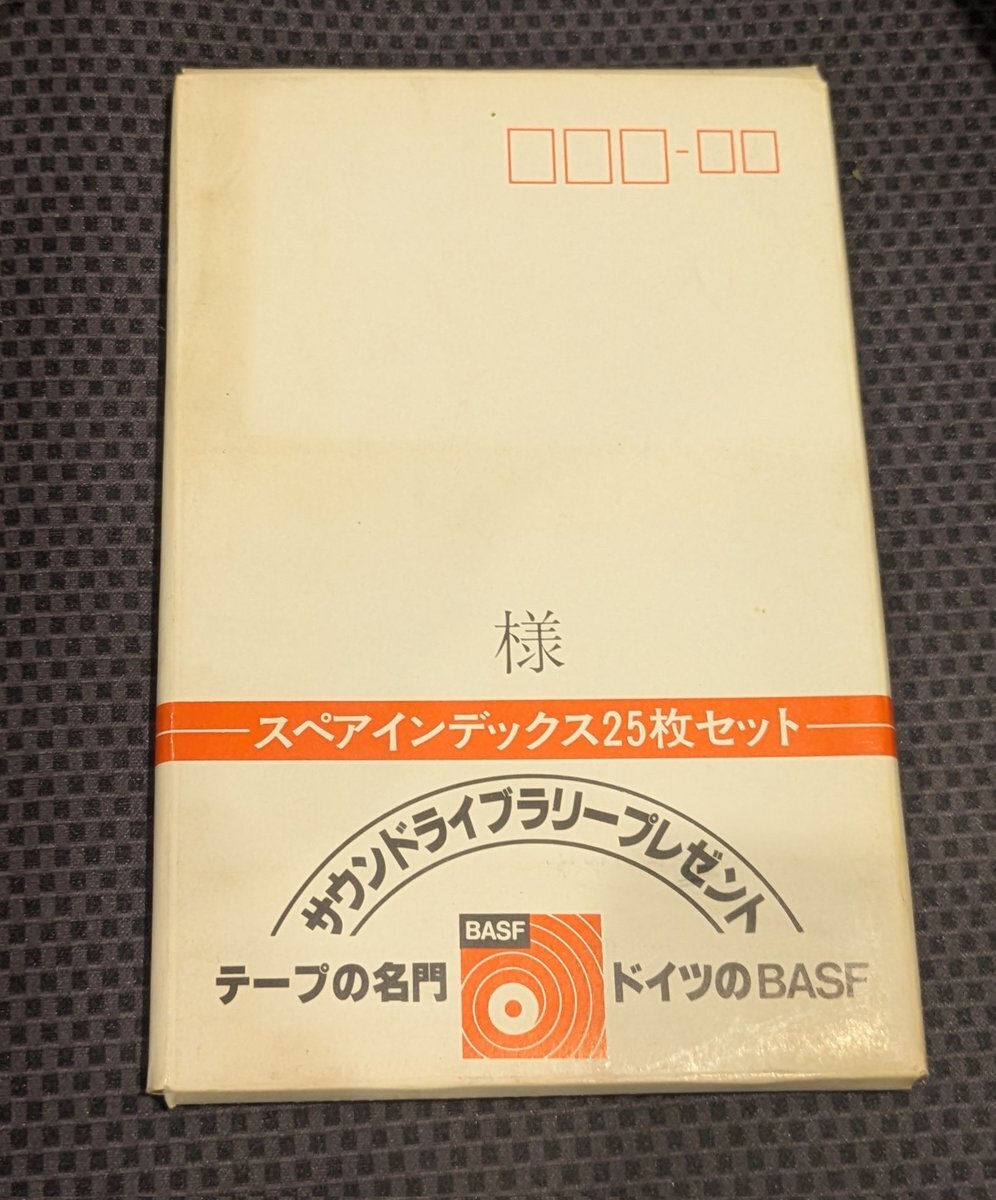 様
スペアインデックス25枚セット
サウンドライブラリープレゼント
BASF
テープの名門
ドイツのBASF